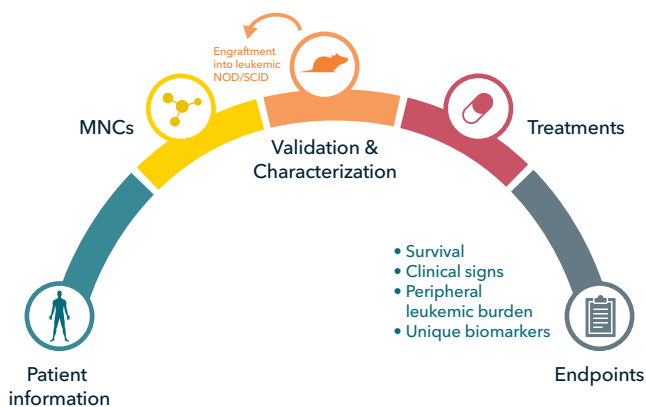 Engraftment
into leukemic
NOD/SCID
MNCs
Validation &
Characterization
Treatments
• Survival
• Clinical signs
• Peripheral
leukemic burden
• Unique biomarkers
Patient
information
Endpoints